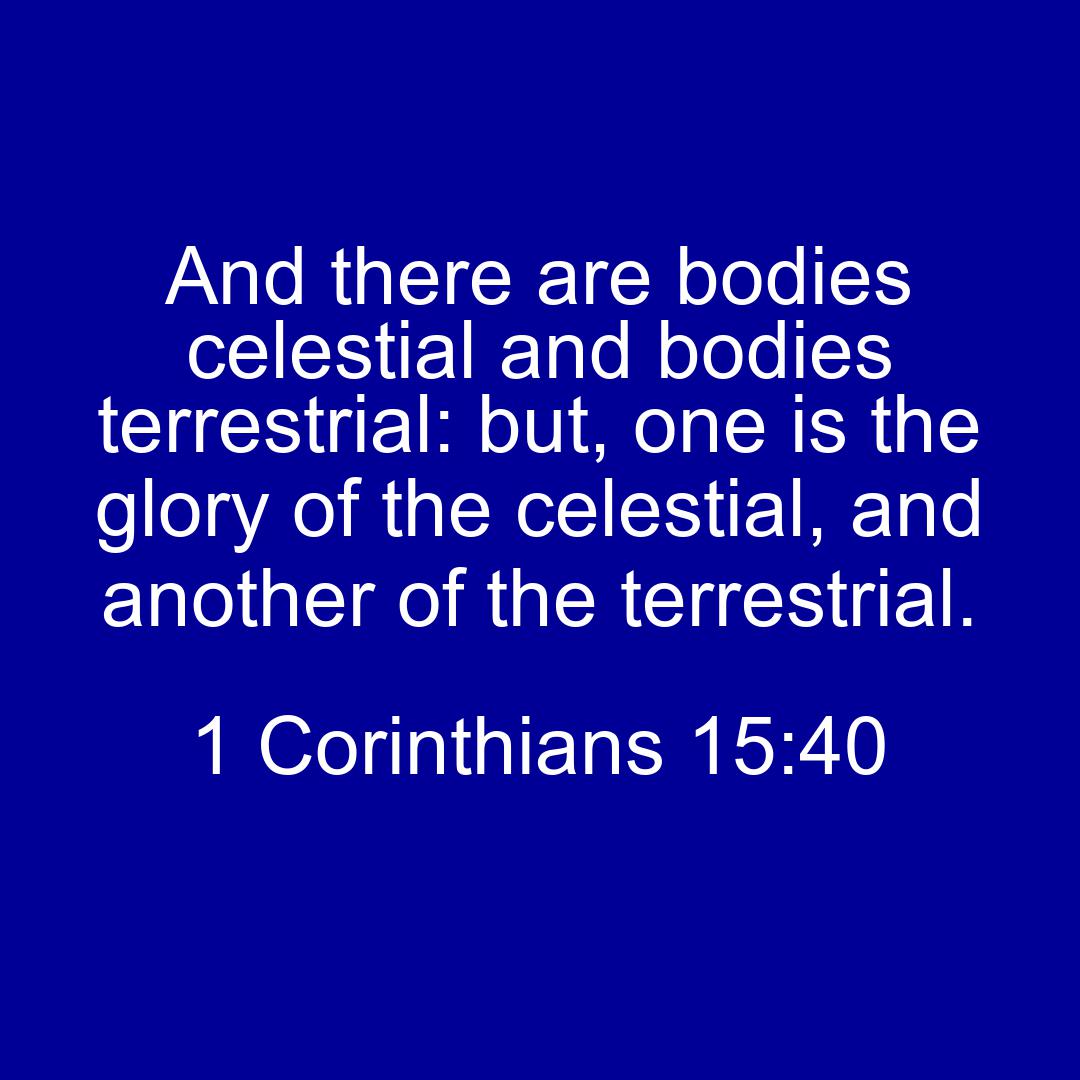 And there are bodies
celestial and bodies
terrestrial: but, one is the
glory of the celestial, and
another of the terrestrial.
1 Corinthians 15:40